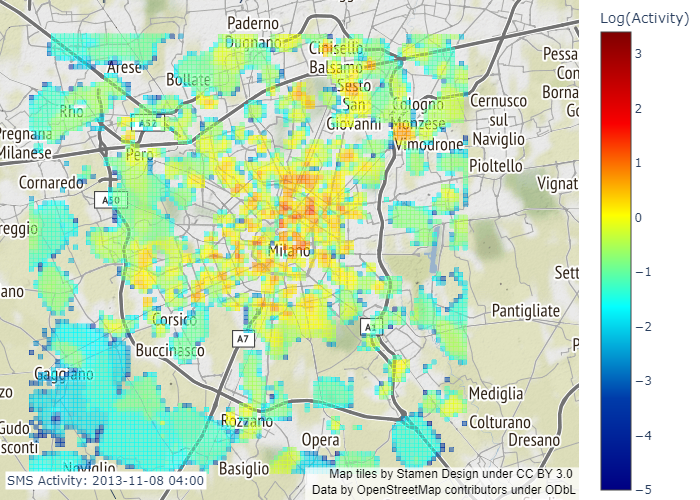 Log(Activity)
Paderno
Dugnano
Cinisello
Balsamo
Arese
Bollate
Sesto
San
Giovanni
Cologno
Monzese
Cernusco
sul
Naviglio
Pessa
Con
Borna
Go
Rho
A52
Pregnana
Milanese
Pero
Vimodrone
Pioltello
Cornaredo
A50
Vignat
reggio
Milano
Sett
ano
Corsico
A1
Pantigliate
A7
Buccinasco
P
Gaggiano
zo
Mediglia
Gudo
sconti
Rozzano
Colturano
Opera
Dresano
Noviglio
Basiglio
SMS Activity: 2013-11-08 04:00
Map tiles by Stamen Design under CC BY 3.0
Data by OpenStreetMap contributors under ODbL
3
2
1
0
−1
−2
−3
−4
−5